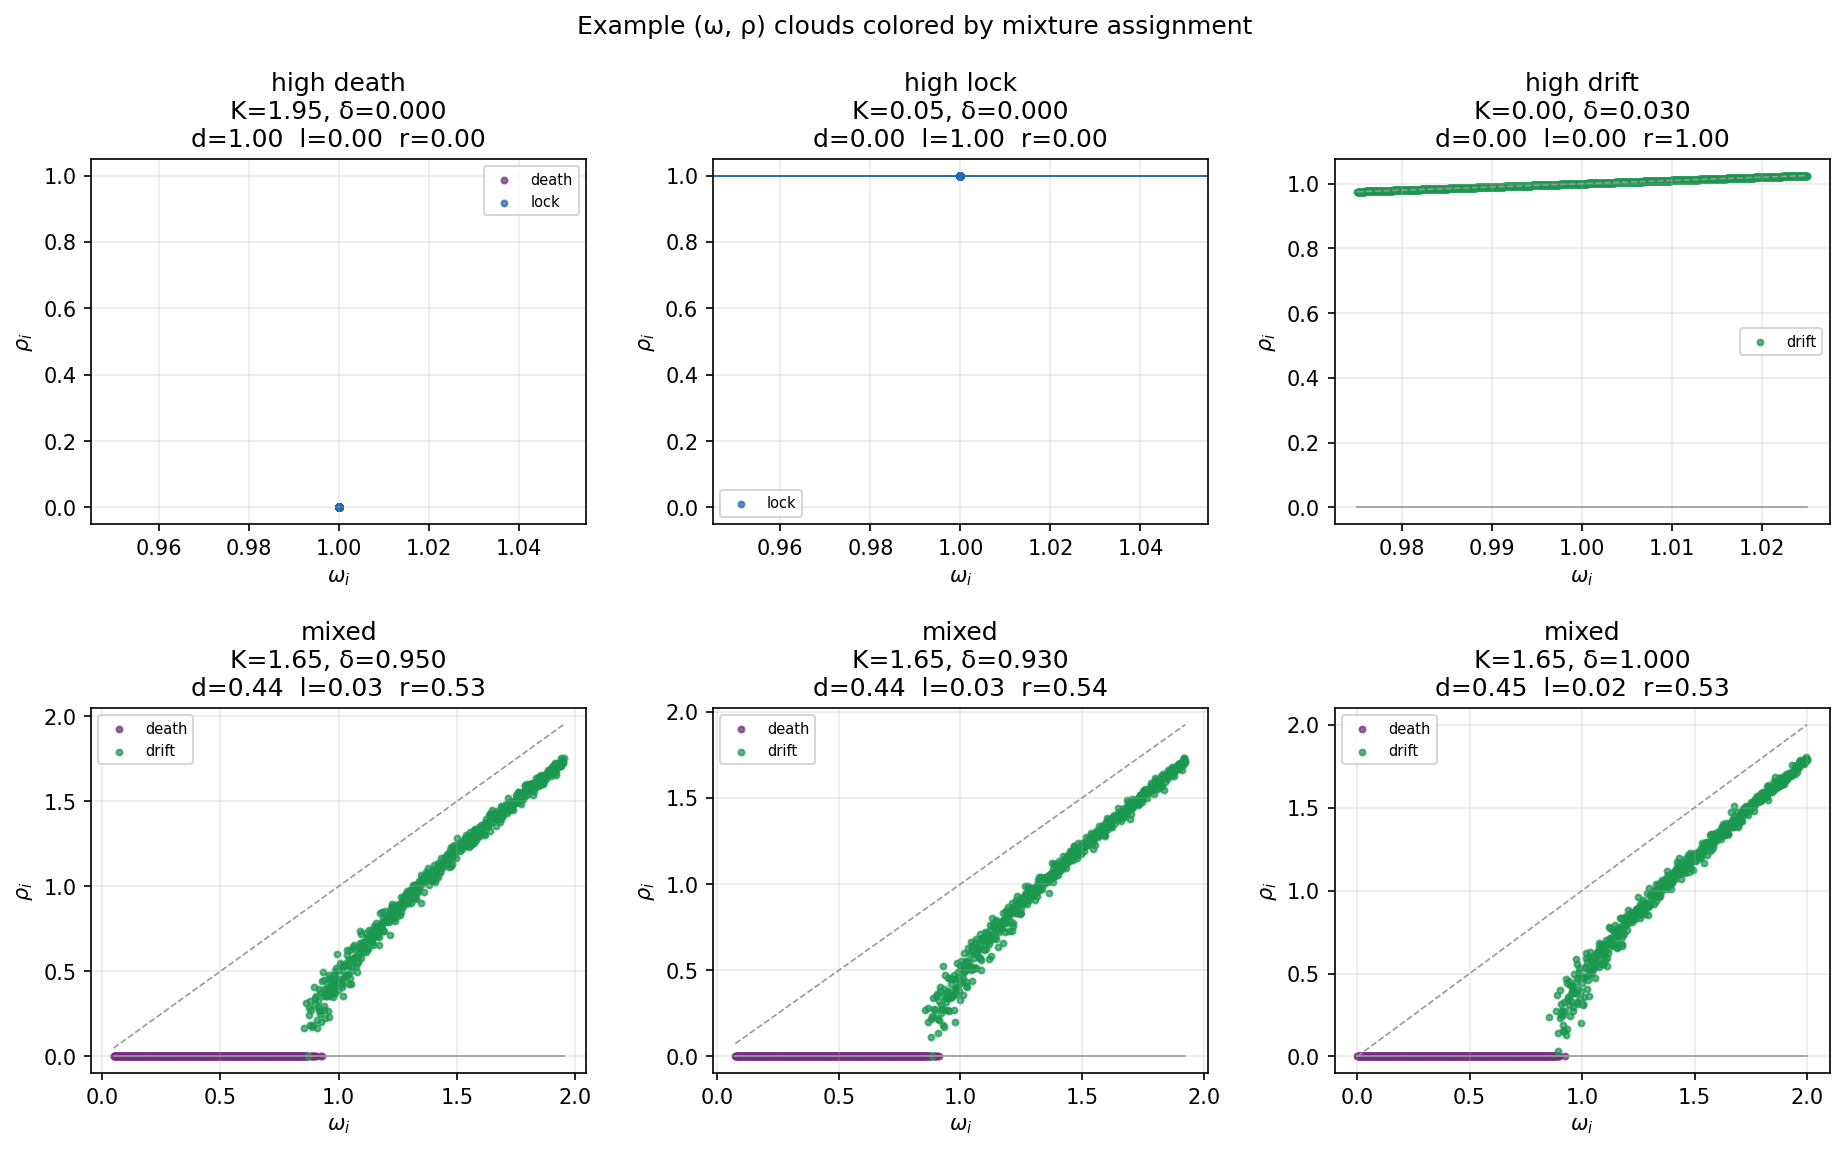 Example (ω, ρ) clouds colored by mixture assignment
high death
K=1.95, δ=0.000
d=1.00 l=0.00 r=0.00
1.0
0.8
0.6
0.4
0.2
0.0
ρi
death
lock
0.96 0.98 1.00 1.02 1.04
ωi
high lock
K=0.05, δ=0.000
d=0.00 l=1.00 r=0.00
1.0
0.8
0.6
0.4
0.2
0.0
ρi
lock
0.96 0.98 1.00 1.02 1.04
ωi
high drift
K=0.00, δ=0.030
d=0.00 l=0.00 r=1.00
1.0
0.8
0.6
0.4
0.2
0.0
ρi
drift
0.98 0.99 1.00 1.01 1.02
ωi
mixed
K=1.65, δ=0.950
d=0.44 l=0.03 r=0.53
2.0
1.5
1.0
0.5
0.0
ρi
death
drift
0.0 0.5 1.0 1.5 2.0
ωi
mixed
K=1.65, δ=0.930
d=0.44 l=0.03 r=0.54
2.0
1.5
1.0
0.5
0.0
ρi
death
drift
0.0 0.5 1.0 1.5 2.0
ωi
mixed
K=1.65, δ=1.000
d=0.45 l=0.02 r=0.53
2.0
1.5
1.0
0.5
0.0
ρi
death
drift
0.0 0.5 1.0 1.5 2.0
ωi